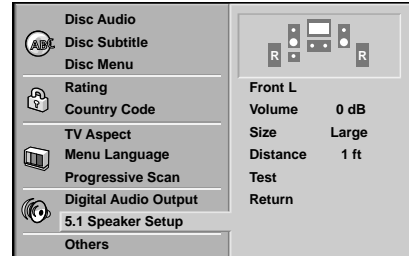 Disc Audio
ABC
Disc Subtitle
Disc Menu
Rating
Country Code
TV Aspect
Menu Language
Progressive Scan
Digital Audio Output
5.1 Speaker Setup
Others
R R
Front L
Volume 0 dB
Size Large
Distance 1 ft
Test
Return